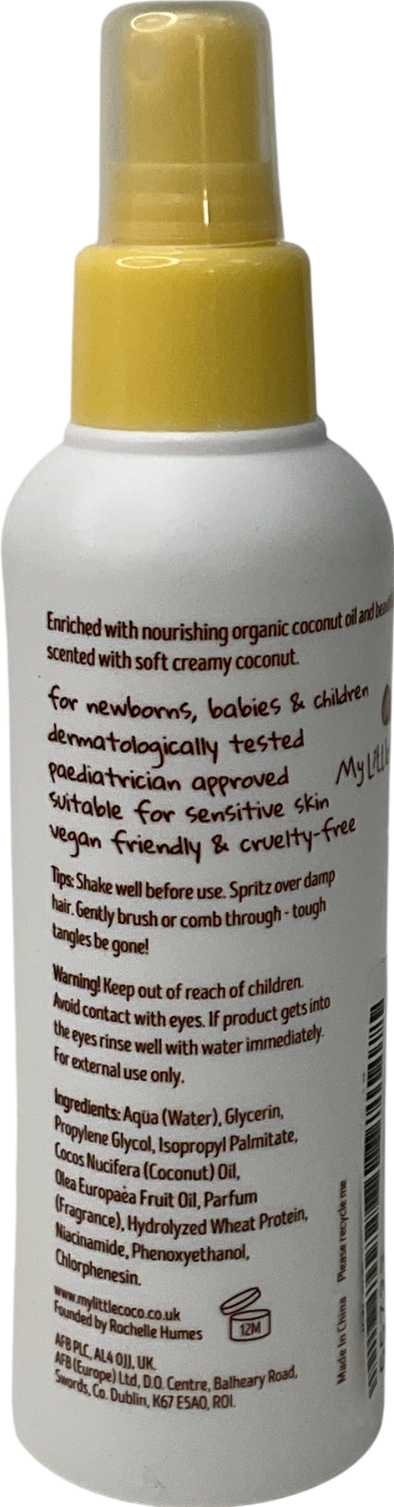 Enriched with nourishing organic coconut oil and
scented with soft creamy coconut.
for newborns, babies & children
dermatologically tested
paediatrician approved
suitable for sensitive skin
vegan friendly & cruelty-free
My
Tips: Shake well before use. Spritz over damp
hair. Gently brush or comb through - tough
tangles be gone!
Warning! Keep out of reach of children.
Avoid contact with eyes. If product gets into
the eyes rinse well with water immediately.
For external use only.
Ingredients: Aqua (Water), Glycerin,
Propylene Glycol, Isopropyl Palmitate,
Cocos Nucifera (Coconut) Oil,
Olea Europaea Fruit Oil, Parfum
(Fragrance), Hydrolyzed Wheat Protein,
Niacinamide, Phenoxyethanol,
Chlorphenesin.
www.mylittlecoco.co.uk
Founded by Rochelle Humes
12M
AFB PLC, AL4 0JJ, UK.
AFB (Europe) Ltd, D.O. Centre, Balheary Road,
Swords, Co. Dublin, K67 E5A0, ROI.
Made in China Please recycle me